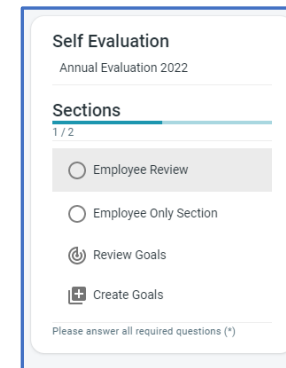 Self Evaluation
Annual Evaluation 2022
Sections
1 / 2
Employee Review
Employee Only Section
Review Goals
Create Goals
Please answer all required questions (*)